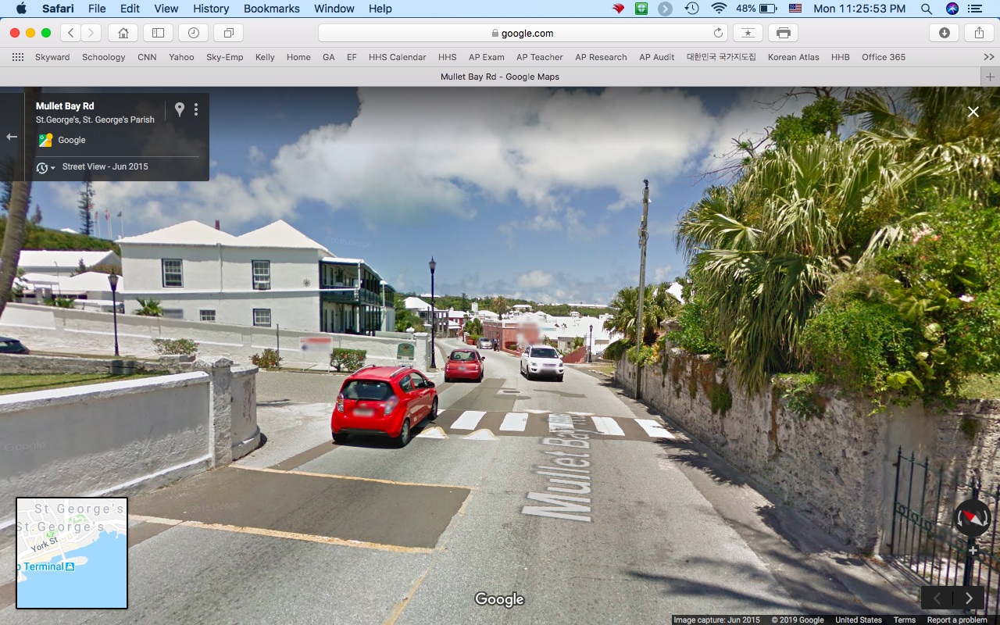 Safari File Edit View History Bookmarks Window Help 48% Mon 11:25:53 PM
google.com
Skyward Schoology CNN Yahoo Sky-Emp Kelly Home GA EF HHS Calendar HHS AP Exam AP Teacher AP Research AP Audit 대한민국 국가지도집 Korean Atlas HHB Office 365
Mullet Bay Rd - Google Maps
Mullet Bay Rd
St.George's, St. George's Parish
Google
Street View - Jun 2015
Mullet Bay
St George's
St George's
York St
Terminal
Google
Image capture: Jun 2015 © 2019 Google United States Terms Report a problem